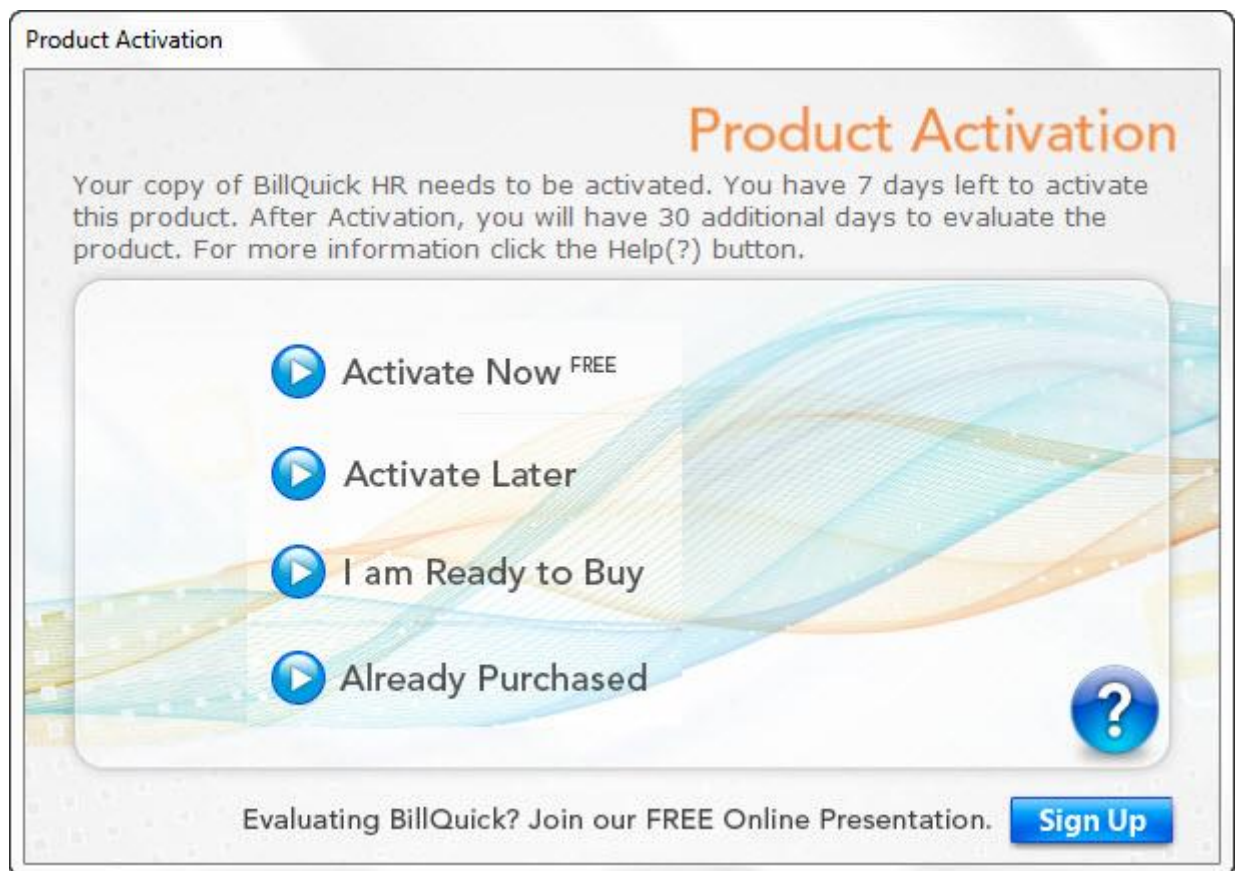 Product Activation
Product Activation
Your copy of BillQuick HR needs to be activated. You have 7 days left to activate
this product. After Activation, you will have 30 additional days to evaluate the
product. For more information click the Help(?) button.
Activate Now FREE
Activate Later
I am Ready to Buy
Already Purchased
?
Evaluating BillQuick? Join our FREE Online Presentation. Sign Up